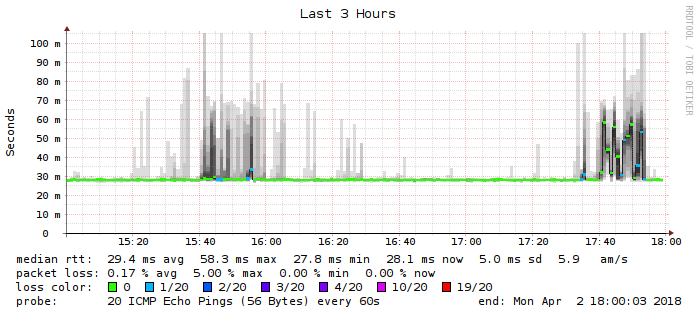 Last 3 Hours
RRDTOOL / TOBI OETIKER
Seconds
100 m
90 m
80 m
70 m
60 m
50 m
40 m
30 m
20 m
10 m
0
15:20 15:40 16:00 16:20 16:40 17:00 17:20 17:40 18:00
median rtt: 29.4 ms avg 58.3 ms max 27.8 ms min 28.1 ms now 5.0 ms sd 5.9 am/s
packet loss: 0.17 % avg 5.00 % max 0.00 % min 0.00 % now
loss color: 0 1/20 2/20 3/20 4/20 10/20 19/20
probe: 20 ICMP Echo Pings (56 Bytes) every 60s end: Mon Apr 2 18:00:03 2018